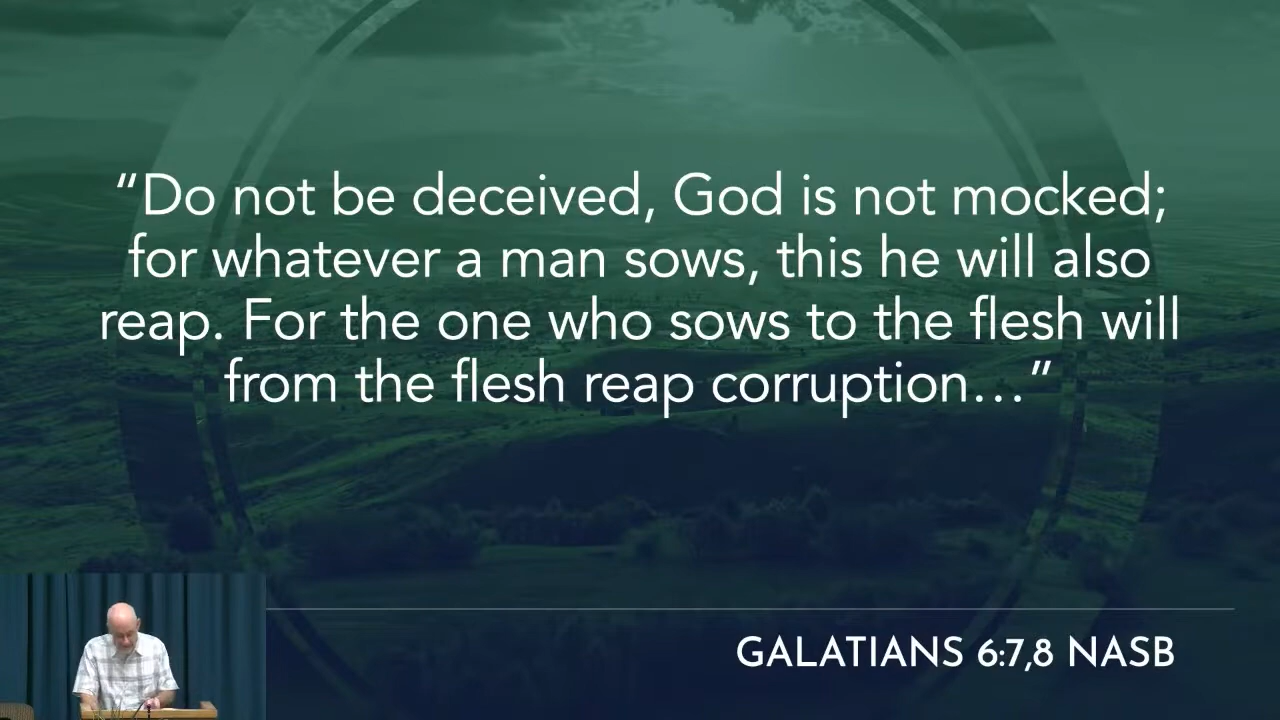 “Do not be deceived, God is not mocked;
for whatever a man sows, this he will also
reap. For the one who sows to the flesh will
from the flesh reap corruption…”
GALATIANS 6:7,8 NASB